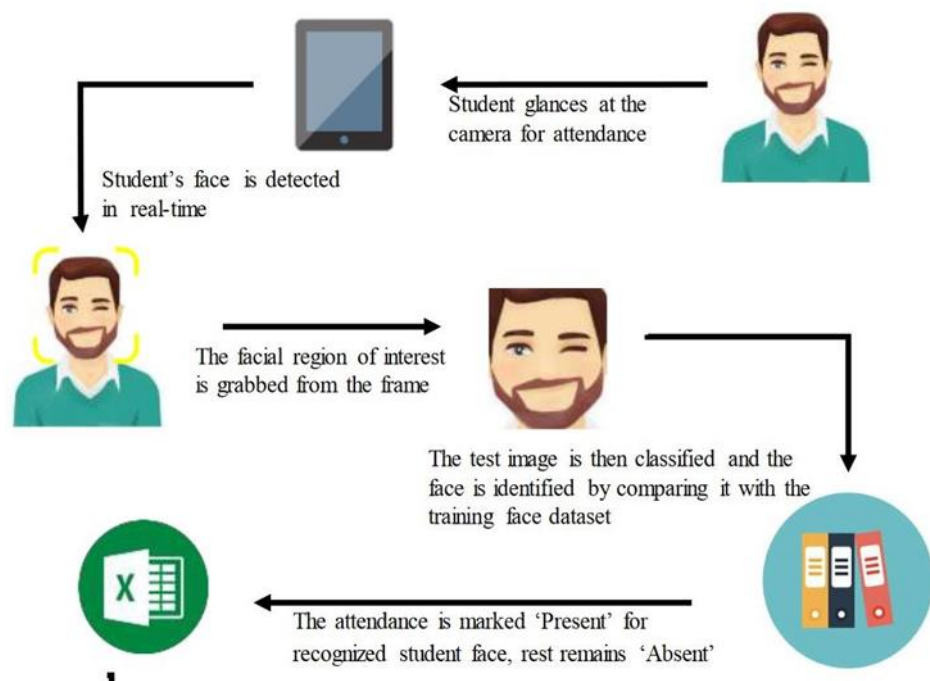 Student glances at the
camera for attendance
Student's face is detected
in real-time
The facial region of interest
is grabbed from the frame
The test image is then classified and the
face is identified by comparing it with the
training face dataset
X
The attendance is marked ‘Present’ for
recognized student face, rest remains ‘Absent’